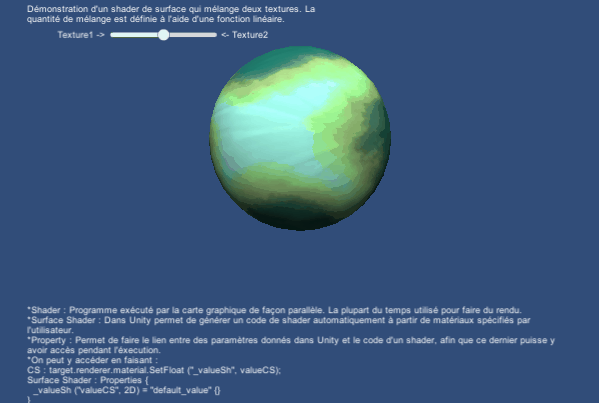 Démonstration d'un shader de surface qui mélange deux textures. La
quantité de mélange est définie à l'aide d'une fonction linéaire.
Texture1 -> <- Texture2
*Shader : Programme exécuté par la carte graphique de façon parallèle. La plupart du temps utilisé pour faire du rendu.
*Surface Shader : Dans Unity permet de générer un code de shader automatiquement à partir de matériaux spécifiés par
l'utilisateur.
*Property : Permet de faire le lien entre des paramètres donnés dans Unity et le code d'un shader, afin que ce dernier puisse y
avoir accès pendant l'éxecution.
*On peut y accéder en faisant :
CS : target.renderer.material.SetFloat ("_valueSh", valueCS);
Surface Shader : Properties {
_valueSh ("valueCS", 2D) = "default_value" {}
}